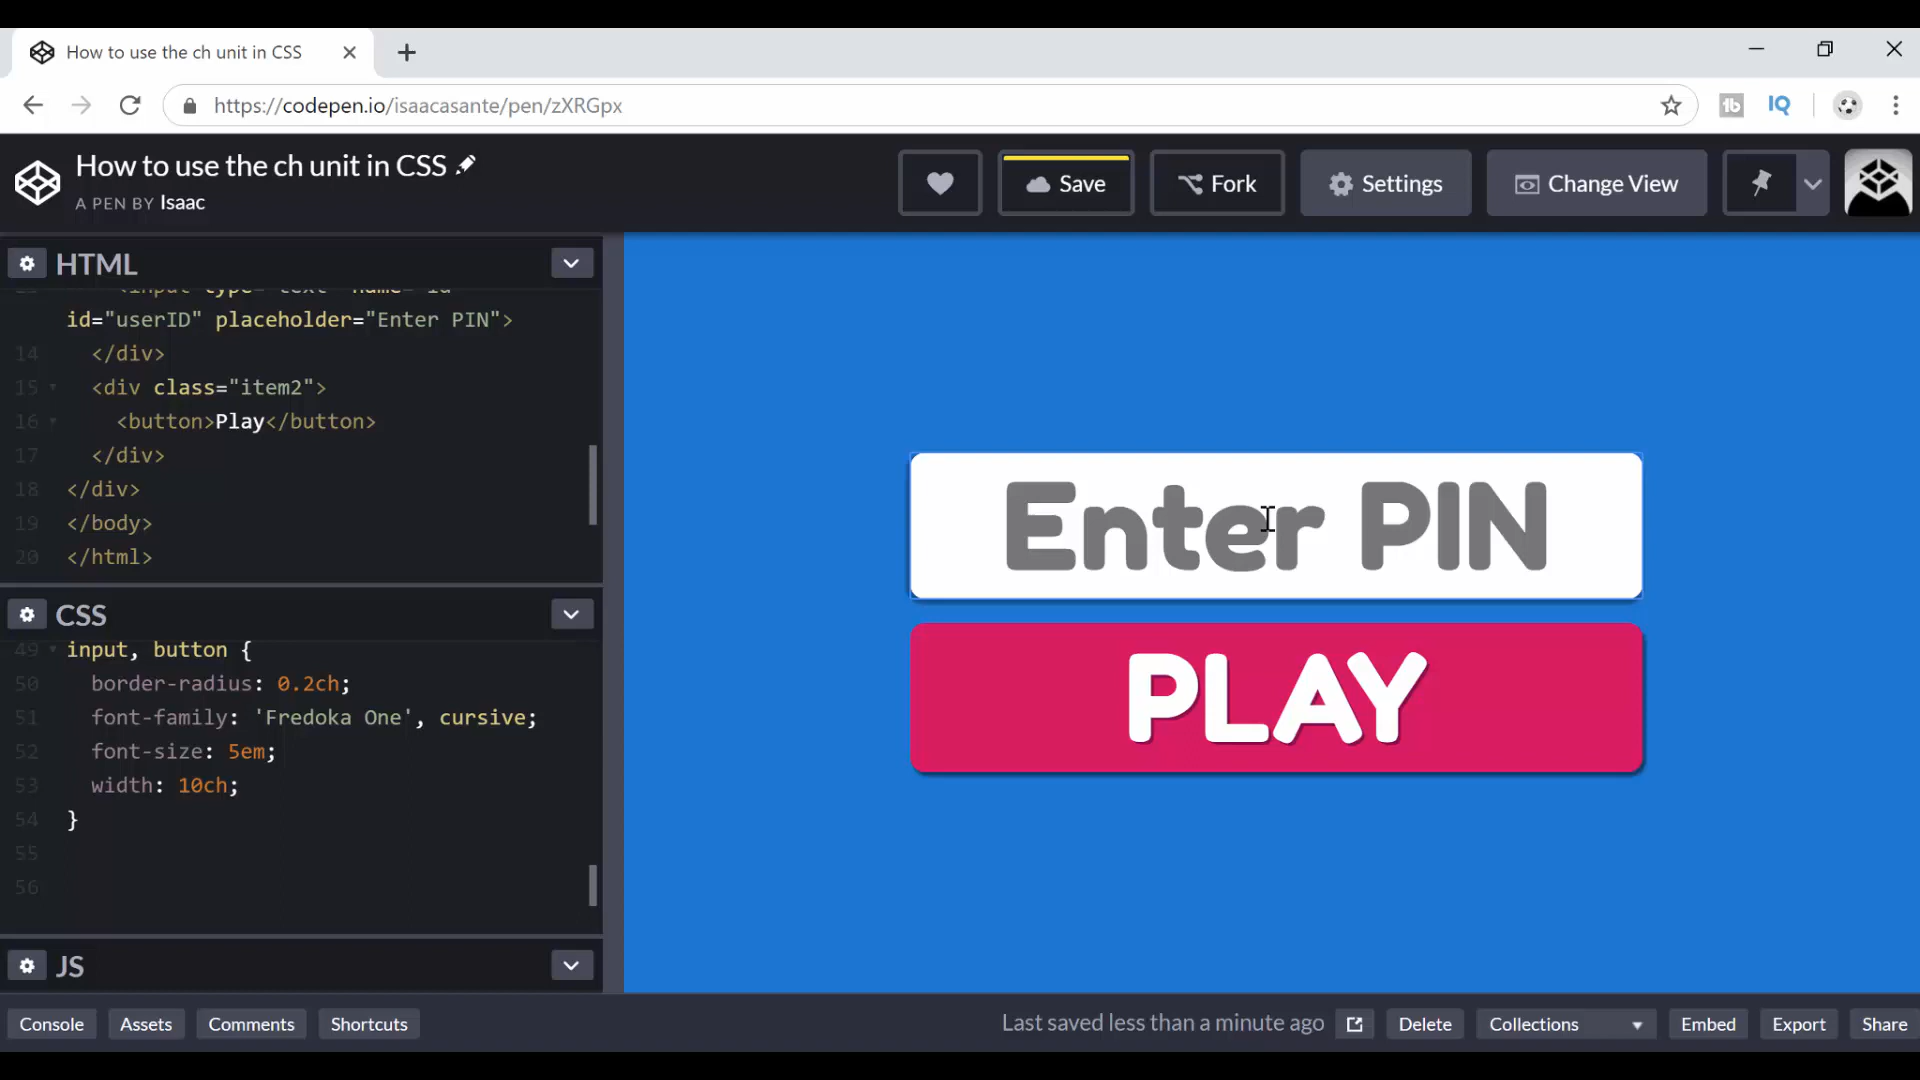 How to use the ch unit in CSS
https://codepen.io/isaacasante/pen/zXRGpx
How to use the ch unit in CSS
A PEN BY Isaac
Save
Fork
Settings
Change View
HTML
id="userID" placeholder="Enter PIN">
14 </div>
15 <div class="item2">
16 <button>Play</button>
17 </div>
18 </div>
19 </body>
20 </html>
CSS
49 input, button {
50 border-radius: 0.2ch;
51 font-family: 'Fredoka One', cursive;
52 font-size: 5em;
53 width: 10ch;
54 }
55
56
JS
Enter PIN
PLAY
Console
Assets
Comments
Shortcuts
Last saved less than a minute ago
Delete
Collections
Embed
Export
Share